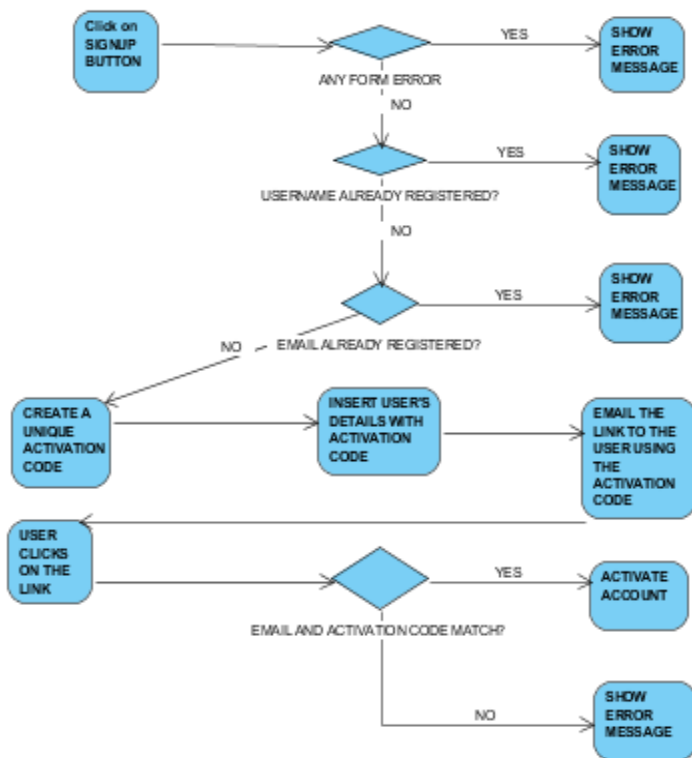 Click on
SIGNUP
BUTTON
YES
SHOW
ERROR
MESSAGE
ANY FORM ERROR
NO
YES
SHOW
ERROR
MESSAGE
USERNAME ALREADY REGISTERED?
NO
YES
SHOW
ERROR
MESSAGE
NO
EMAIL ALREADY REGISTERED?
CREATE A
UNIQUE
ACTIVATION
CODE
INSERT USER'S
DETAILS WITH
ACTIVATION
CODE
EMAIL THE
LINK TO THE
USER USING
THE
ACTIVATION
CODE
USER
CLICKS
ON THE
LINK
YES
ACTIVATE
ACCOUNT
EMAIL AND ACTIVATION CODE MATCH?
NO
SHOW
ERROR
MESSAGE